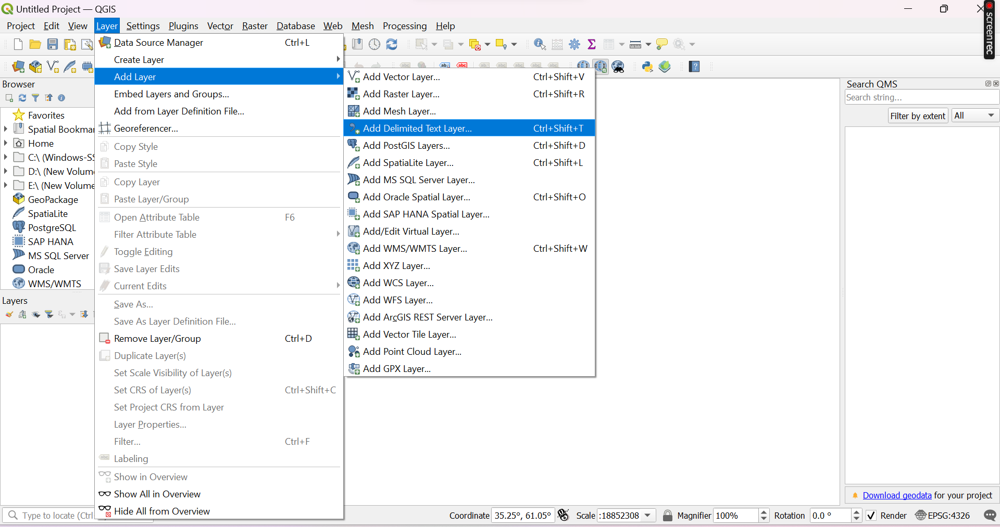 Untitled Project — QGIS
screenrec
Project Edit View Layer Settings Plugins Vector Raster Database Web Mesh Processing Help
Data Source Manager Ctrl+L
Create Layer
Add Layer
Embed Layers and Groups...
Add from Layer Definition File...
Georeferencer...
Copy Style
Paste Style
Copy Layer
Paste Layer/Group
Open Attribute Table F6
Filter Attribute Table
Toggle Editing
Save Layer Edits
Current Edits
Save As...
Save As Layer Definition File...
Remove Layer/Group Ctrl+D
Duplicate Layer(s)
Set Scale Visibility of Layer(s)
Set CRS of Layer(s) Ctrl+Shift+C
Set Project CRS from Layer
Layer Properties...
Filter... Ctrl+F
Labeling
Show in Overview
Show All in Overview
Hide All from Overview
Add Vector Layer... Ctrl+Shift+V
Add Raster Layer... Ctrl+Shift+R
Add Mesh Layer...
Add Delimited Text Layer... Ctrl+Shift+T
Add PostGIS Layers... Ctrl+Shift+D
Add SpatiaLite Layer... Ctrl+Shift+L
Add MS SQL Server Layer...
Add Oracle Spatial Layer... Ctrl+Shift+O
Add SAP HANA Spatial Layer...
Add/Edit Virtual Layer...
Add WMS/WMTS Layer... Ctrl+Shift+W
Add XYZ Layer...
Add WCS Layer...
Add WFS Layer...
Add ArcGIS REST Server Layer...
Add Vector Tile Layer...
Add Point Cloud Layer...
Add GPX Layer...
Browser
Favorites
Spatial Bookmar
Home
C:\ (Windows-SS
D:\ (New Volum
E:\ (New Volume
GeoPackage
SpatiaLite
PostgreSQL
SAP HANA
MS SQL Server
Oracle
WMS/WMTS
Layers
Search QMS
Search string...
Filter by extent All
Download geodata for your project
Type to locate (Ctrl
Coordinate 35.25°, 61.05° Scale :18852308 Magnifier 100% Rotation 0.0 ° Render EPSG:4326